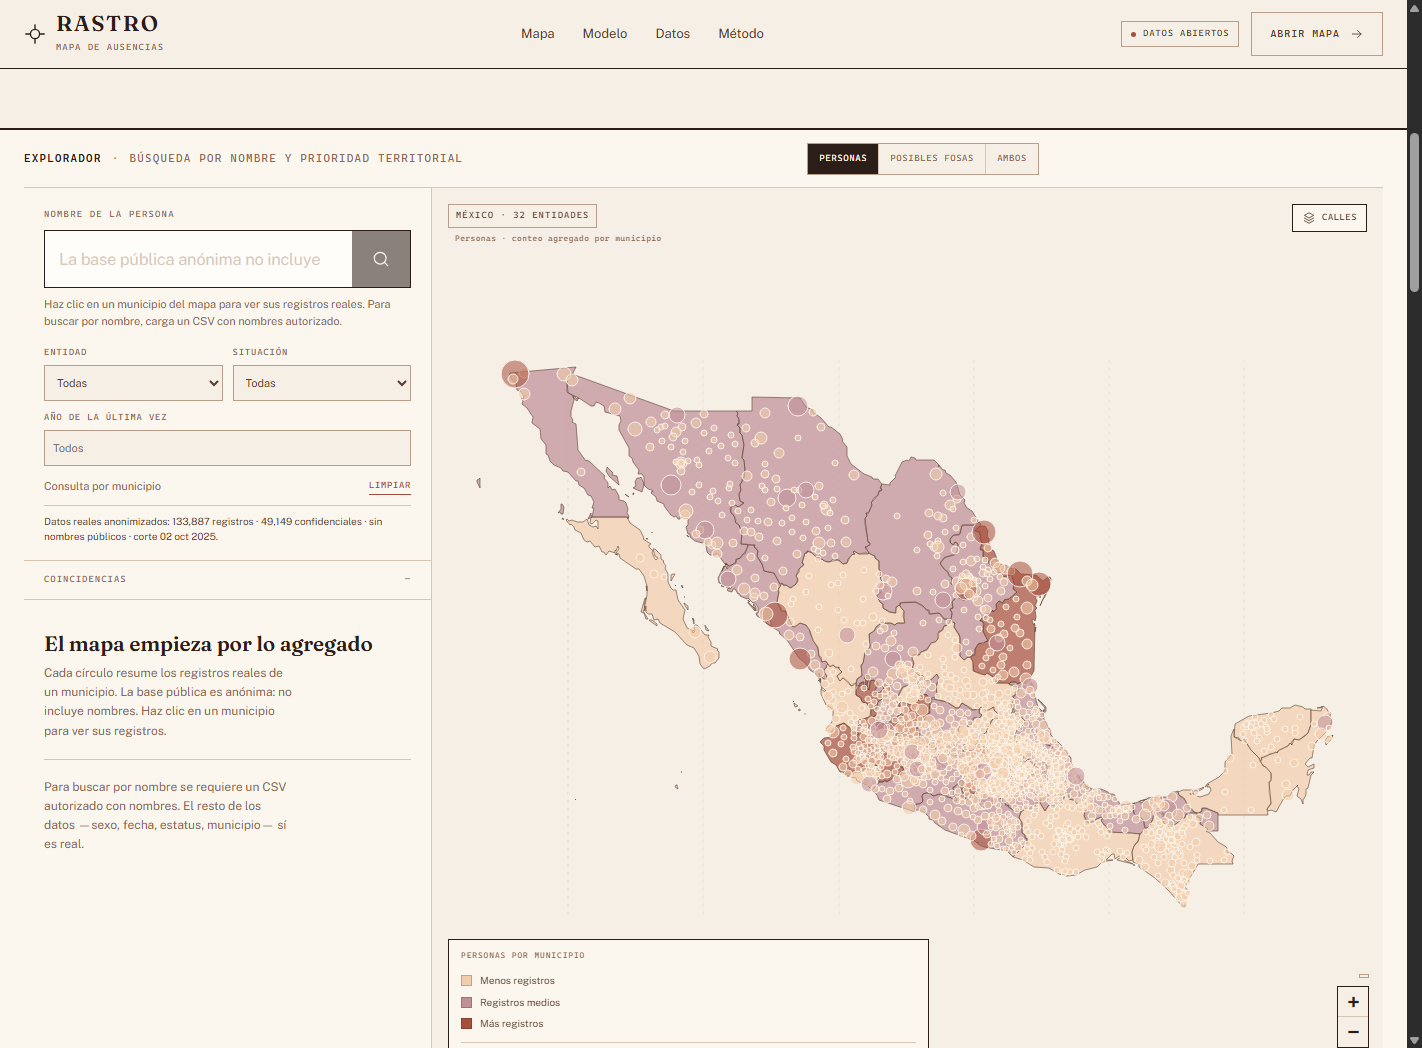 RASTRO
MAPA DE AUSENCIAS
Mapa
Modelo
Datos
Método
DATOS ABIERTOS
ABRIR MAPA
EXPLORADOR · BÚSQUEDA POR NOMBRE Y PRIORIDAD TERRITORIAL
PERSONAS
POSIBLES FOSAS
AMBOS
NOMBRE DE LA PERSONA
La base pública anónima no incluye
Haz clic en un municipio del mapa para ver sus registros reales. Para
buscar por nombre, carga un CSV con nombres autorizado.
ENTIDAD
SITUACIÓN
Todas
Todas
AÑO DE LA ÚLTIMA VEZ
Todos
Consulta por municipio
LIMPIAR
Datos reales anonimizados: 133,887 registros · 49,149 confidenciales · sin
nombres públicos · corte 02 oct 2025.
COINCIDENCIAS
—
El mapa empieza por lo agregado
Cada círculo resume los registros reales de
un municipio. La base pública es anónima: no
incluye nombres. Haz clic en un municipio
para ver sus registros.
Para buscar por nombre se requiere un CSV
autorizado con nombres. El resto de los
datos —sexo, fecha, estatus, municipio— sí
es real.
MÉXICO · 32 ENTIDADES
Personas · conteo agregado por municipio
CALLES
PERSONAS POR MUNICIPIO
Menos registros
Registros medios
Más registros
+
−